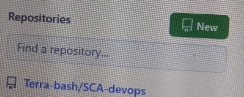 Repositories
New
Find a repository...
Terra-bash/SCA-devops